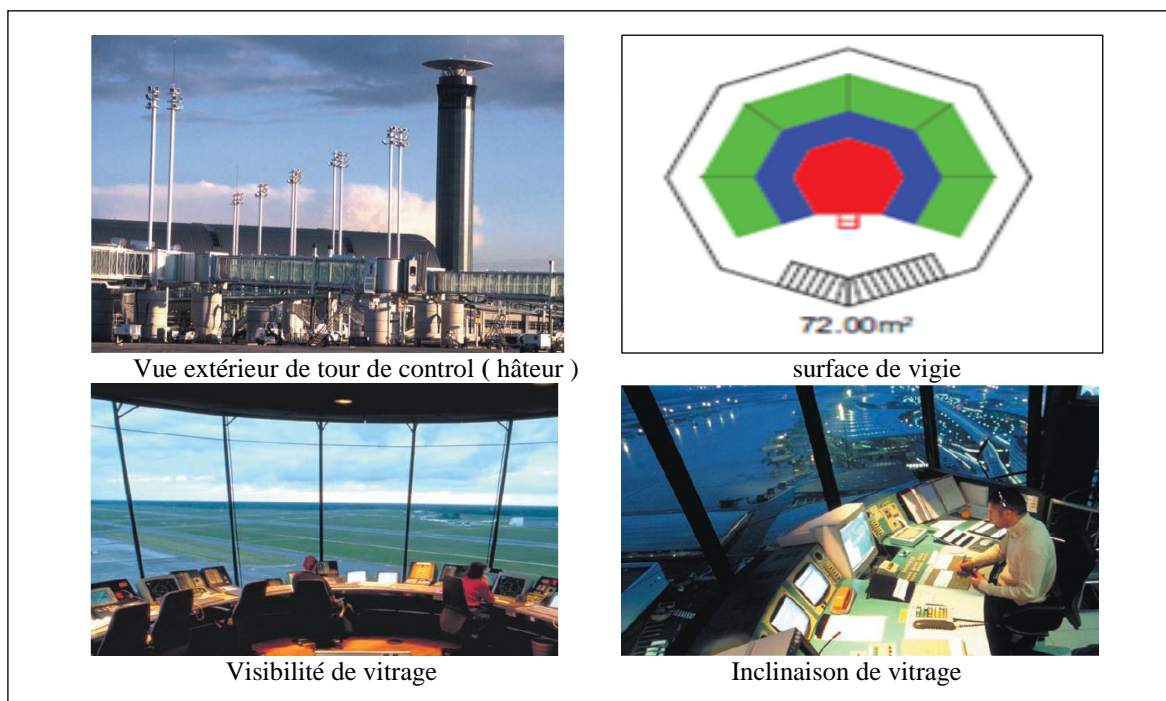 72.00m²
Vue extérieur de tour de control ( hâteur )
surface de vigie
Visibilité de vitrage
Inclinaison de vitrage